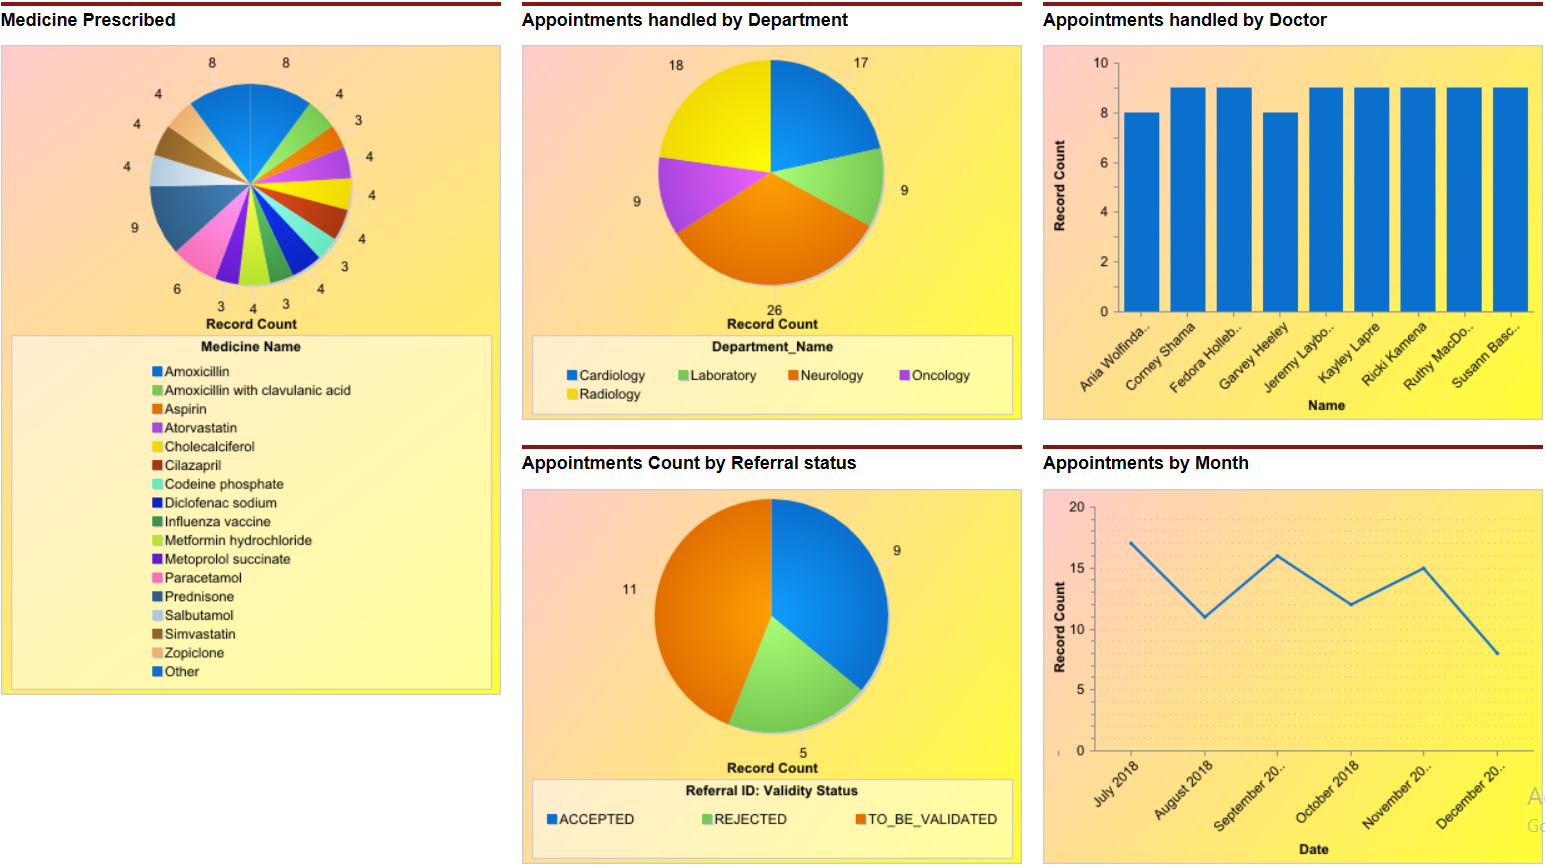 Medicine Prescribed
8 8
4 4
4 3
4 4
9 4
6 4
3 4 3 4 3
Record Count
Medicine Name
Amoxicillin
Amoxicillin with clavulanic acid
Aspirin
Atorvastatin
Cholecalciferol
Cilazapril
Codeine phosphate
Diclofenac sodium
Influenza vaccine
Metformin hydrochloride
Metoprolol succinate
Paracetamol
Prednisone
Salbutamol
Simvastatin
Zopiclone
Other
Appointments handled by Department
18 17
9 9
26
Record Count
Department_Name
Cardiology Laboratory Neurology Oncology
Radiology
Appointments handled by Doctor
10
8
6
4
2
0
Record Count
Ania Wolfinda..
Corney Shama
Fedora Holleb..
Garvey Heeley
Jeremy Laybo..
Kayley Lapre
Ricki Kamena
Ruthy MacDo..
Susann Basc..
Name
Appointments Count by Referral status
9
11
5
Record Count
Referral ID: Validity Status
ACCEPTED REJECTED TO_BE_VALIDATED
Appointments by Month
20
15
10
5
0
Record Count
July 2018
August 2018
September 20..
October 2018
November 20..
December 20..
Date